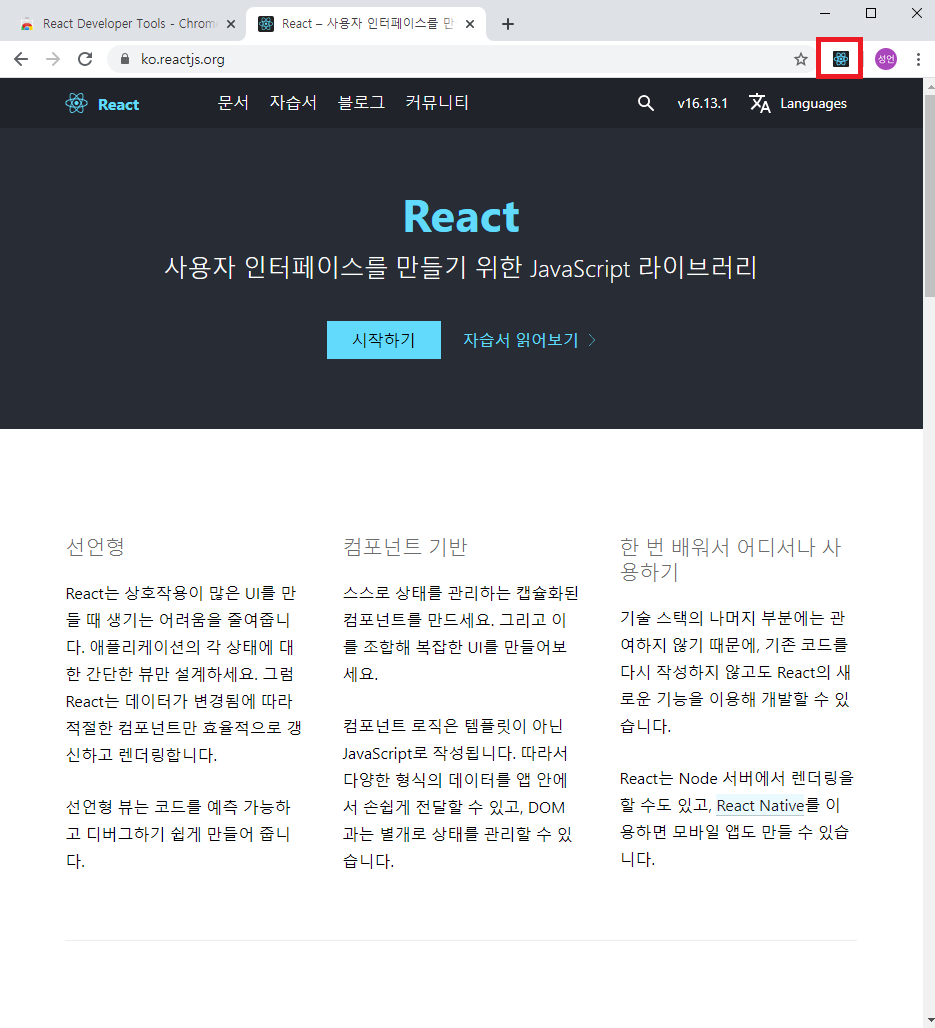 React Developer Tools - Chrome
React – 사용자 인터페이스를 만
ko.reactjs.org
성언
React
문서 자습서 블로그 커뮤니티
v16.13.1
Languages
React
사용자 인터페이스를 만들기 위한 JavaScript 라이브러리
시작하기
자습서 읽어보기
선언형
React는 상호작용이 많은 UI를 만
들 때 생기는 어려움을 줄여줍니
다. 애플리케이션의 각 상태에 대
한 간단한 뷰만 설계하세요. 그럼
React는 데이터가 변경됨에 따라
적절한 컴포넌트만 효율적으로 갱
신하고 렌더링합니다.
선언형 뷰는 코드를 예측 가능하
고 디버그하기 쉽게 만들어 줍니
다.
컴포넌트 기반
스스로 상태를 관리하는 캡슐화된
컴포넌트를 만드세요. 그리고 이
를 조합해 복잡한 UI를 만들어보
세요.
컴포넌트 로직은 템플릿이 아닌
JavaScript로 작성됩니다. 따라서
다양한 형식의 데이터를 앱 안에
서 손쉽게 전달할 수 있고, DOM
과는 별개로 상태를 관리할 수 있
습니다.
한 번 배워서 어디서나 사
용하기
기술 스택의 나머지 부분에는 관
여하지 않기 때문에, 기존 코드를
다시 작성하지 않고도 React의 새
로운 기능을 이용해 개발할 수 있
습니다.
React는 Node 서버에서 렌더링을
할 수도 있고, React Native를 이
용하면 모바일 앱도 만들 수 있습
니다.